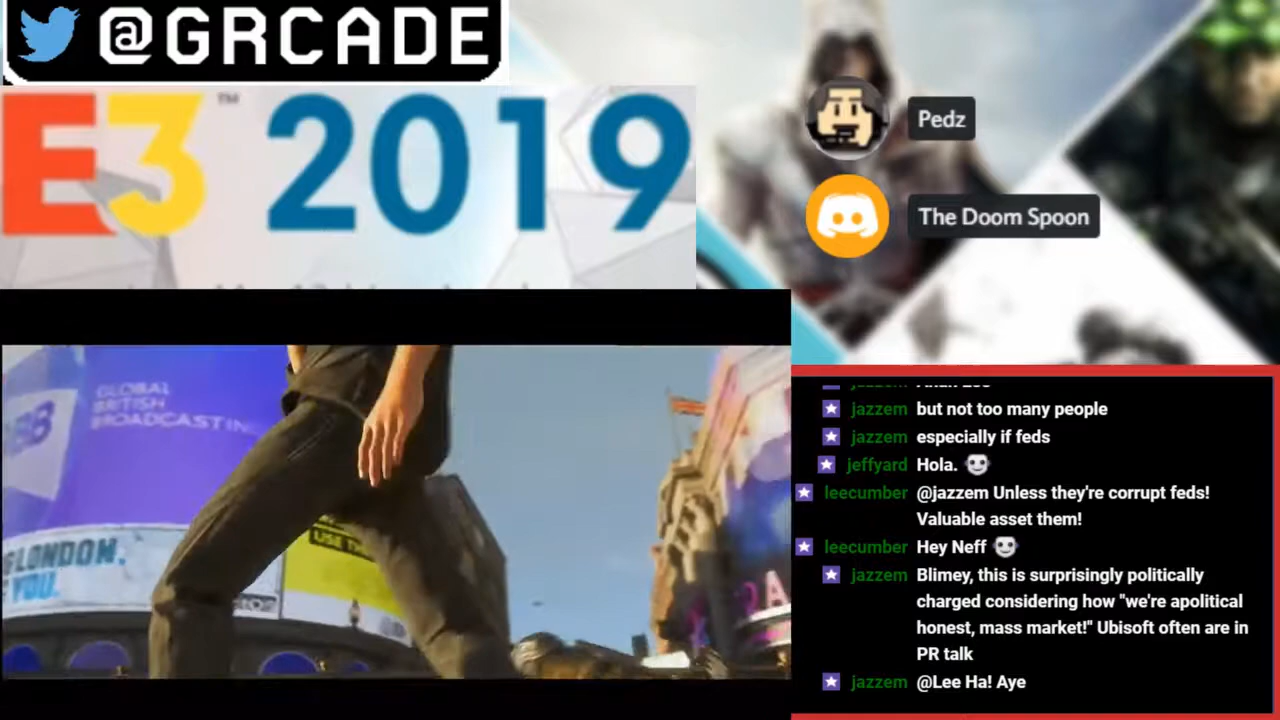 @GRCADE
E3™ 2019
Pedz
The Doom Spoon
GLOBAL
BRITISH
BROADCASTING
LONDON.
YOU.
USE
jazzem but not too many people
jazzem especially if feds
jeffyard Hola.
leecumber @jazzem Unless they're corrupt feds!
Valuable asset them!
leecumber Hey Neff
jazzem Blimey, this is surprisingly politically
charged considering how "we're apolitical
honest, mass market!" Ubisoft often are in
PR talk
jazzem @Lee Ha! Aye